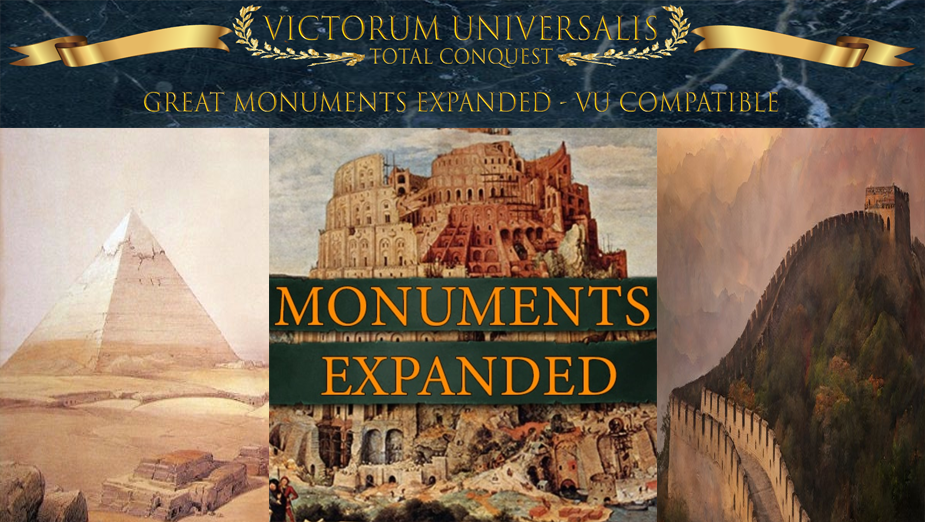 VICTORUM UNIVERSALIS
TOTAL CONQUEST
GREAT MONUMENTS EXPANDED - VU COMPATIBLE
MONUMENTS
EXPANDED